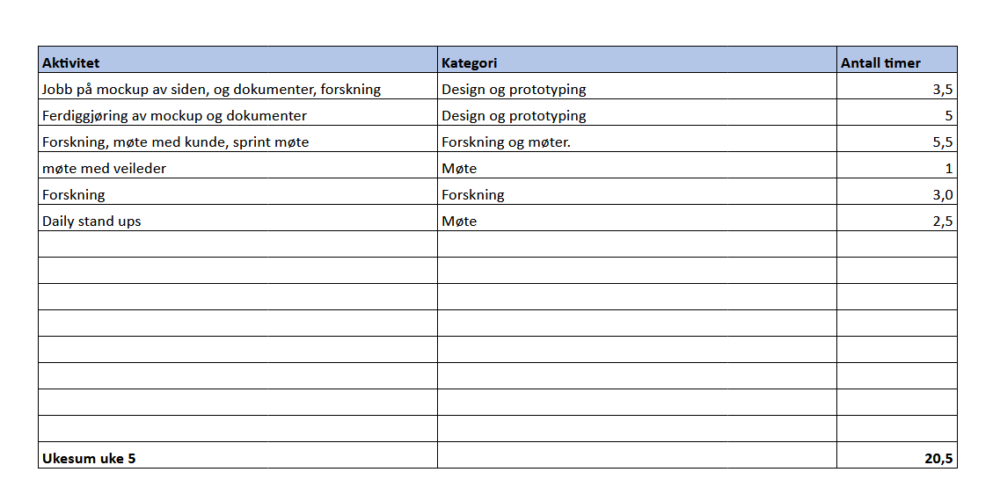 Aktivitet Kategori Antall timer
Jobb på mockup av siden, og dokumenter, forskning Design og prototyping 3,5
Ferdiggjøring av mockup og dokumenter Design og prototyping 5
Forskning, møte med kunde, sprint møte Forskning og møter. 5,5
møte med veileder Møte 1
Forskning Forskning 3,0
Daily stand ups Møte 2,5
Ukesum uke 5 20,5